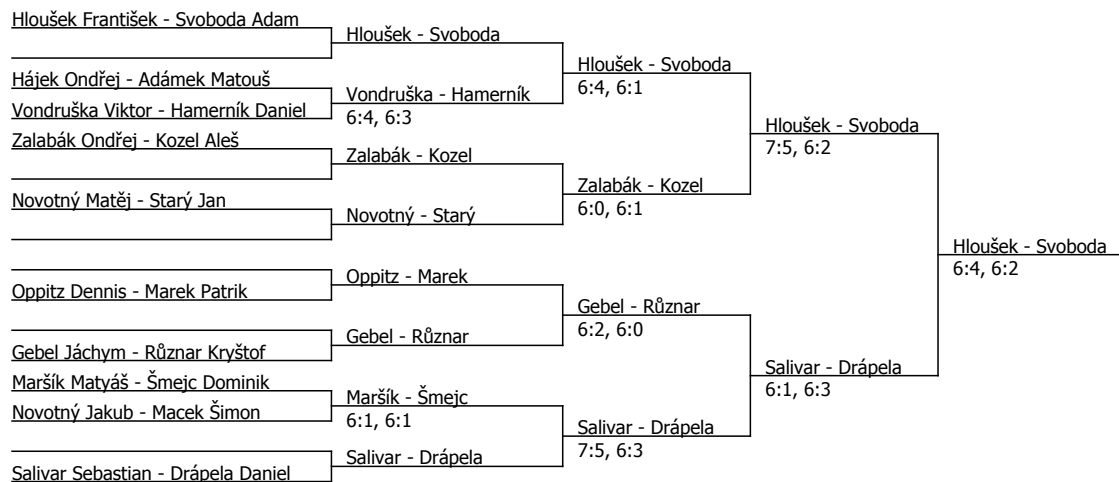 Hloušek František - Svoboda Adam
Hloušek - Svoboda
Hloušek - Svoboda
6:4, 6:1
Hájek Ondřej - Adámek Matouš
Vondruška - Hamerník
6:4, 6:3
Vondruška Viktor - Hamerník Daniel
Hloušek - Svoboda
7:5, 6:2
Zalabák Ondřej - Kozel Aleš
Zalabák - Kozel
Zalabák - Kozel
6:0, 6:1
Novotný Matěj - Starý Jan
Novotný - Starý
Hloušek - Svoboda
6:4, 6:2
Oppitz - Marek
Oppitz Dennis - Marek Patrik
Gebel - Různar
6:2, 6:0
Gebel - Různar
Gebel Jáchym - Různar Kryštof
Salivar - Drápela
6:1, 6:3
Maršík Matyáš - Šmejc Dominik
Maršík - Šmejc
6:1, 6:1
Novotný Jakub - Macek Šimon
Salivar - Drápela
7:5, 6:3
Salivar - Drápela
Salivar Sebastian - Drápela Daniel